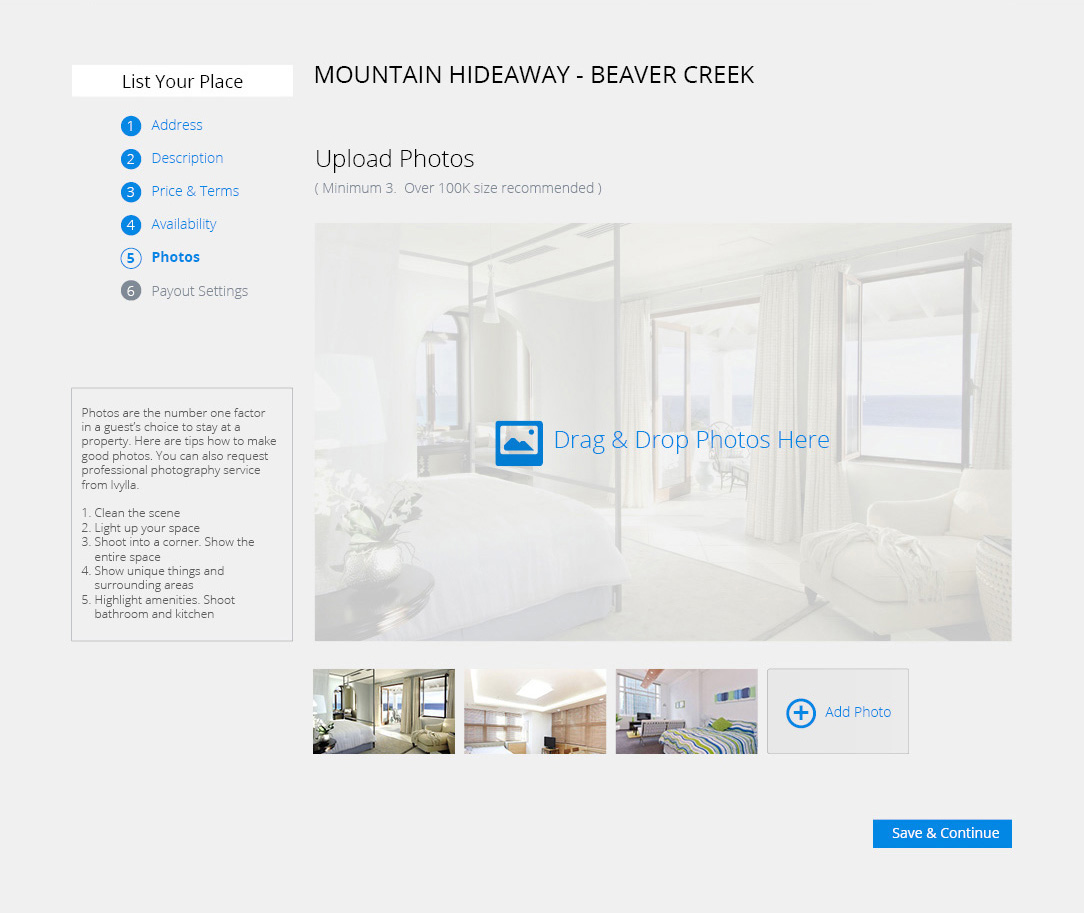 List Your Place
1 Address
2 Description
3 Price & Terms
4 Availability
5 Photos
6 Payout Settings
Photos are the number one factor
in a guest's choice to stay at a
property. Here are tips how to make
good photos. You can also request
professional photography service
from Ivylla.
1. Clean the scene
2. Light up your space
3. Shoot into a corner. Show the
entire space
4. Show unique things and
surrounding areas
5. Highlight amenities. Shoot
bathroom and kitchen
MOUNTAIN HIDEAWAY - BEAVER CREEK
Upload Photos
( Minimum 3.  Over 100K size recommended )
Drag & Drop Photos Here
Add Photo
Save & Continue